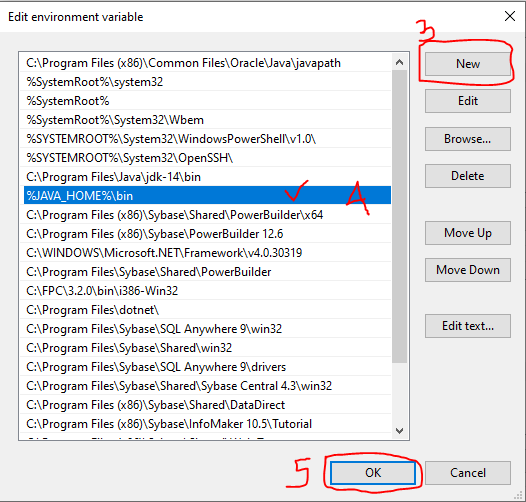 Edit environment variable
3
C:\Program Files (x86)\Common Files\Oracle\Java\javapath
New
%SystemRoot%\system32
%SystemRoot%
Edit
%SystemRoot%\System32\Wbem
%SYSTEMROOT%\System32\WindowsPowerShell\v1.0\
Browse...
%SYSTEMROOT%\System32\OpenSSH\
C:\Program Files\Java\jdk-14\bin
Delete
%JAVA_HOME%\bin
4
C:\Program Files (x86)\Sybase\Shared\PowerBuilder\x64
C:\Program Files (x86)\Sybase\PowerBuilder 12.6
Move Up
C:\WINDOWS\Microsoft.NET\Framework\v4.0.30319
C:\Program Files\Sybase\Shared\PowerBuilder
Move Down
C:\FPC\3.2.0\bin\i386-Win32
C:\Program Files\dotnet\
C:\Program Files\Sybase\SQL Anywhere 9\win32
Edit text...
C:\Program Files\Sybase\Shared\win32
C:\Program Files\Sybase\SQL Anywhere 9\drivers
C:\Program Files\Sybase\Shared\Sybase Central 4.3\win32
C:\Program Files (x86)\Sybase\Shared\DataDirect
C:\Program Files (x86)\Sybase\InfoMaker 10.5\Tutorial
5
OK
Cancel